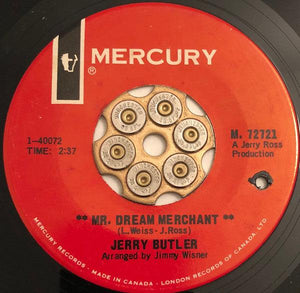 MERCURY
®
1-40072
TIME: 2:37
M. 72721
A Jerry Ross
Production
** MR. DREAM MERCHANT **
(L.Weiss-J.Ross)
JERRY BUTLER
Arranged by Jimmy Wisner
MERCURY RECORDS · MADE IN CANADA · LONDON RECORDS OF CANADA LTD